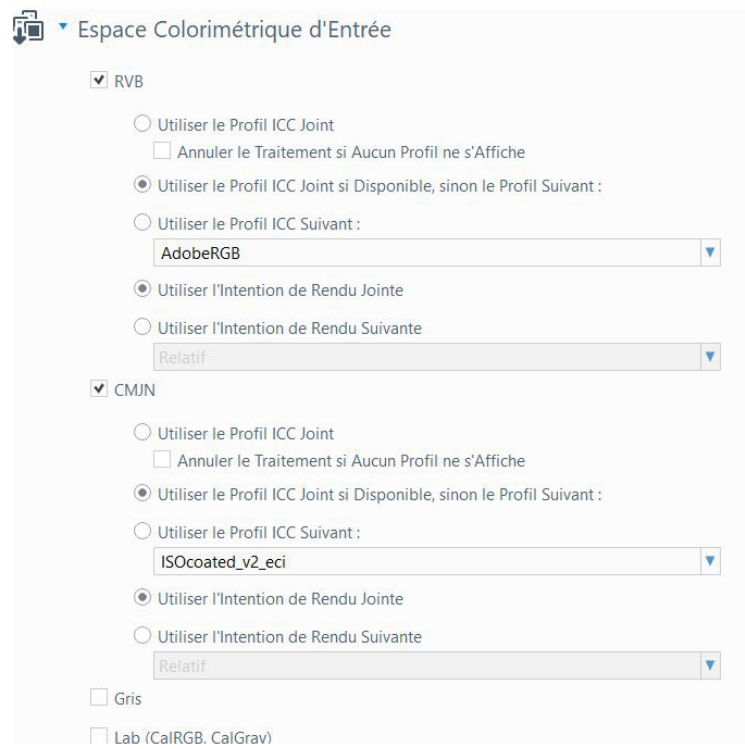 Espace Colorimétrique d'Entrée
RVB
Utiliser le Profil ICC Joint
Annuler le Traitement si Aucun Profil ne s'Affiche
Utiliser le Profil ICC Joint si Disponible, sinon le Profil Suivant :
Utiliser le Profil ICC Suivant :
AdobeRGB
Utiliser l'Intention de Rendu Jointe
Utiliser l'Intention de Rendu Suivante
Relatif
CMJN
Utiliser le Profil ICC Joint
Annuler le Traitement si Aucun Profil ne s'Affiche
Utiliser le Profil ICC Joint si Disponible, sinon le Profil Suivant :
Utiliser le Profil ICC Suivant :
ISOcoated_v2_eci
Utiliser l'Intention de Rendu Jointe
Utiliser l'Intention de Rendu Suivante
Relatif
Gris
Lab (CalRGB, CalGray)